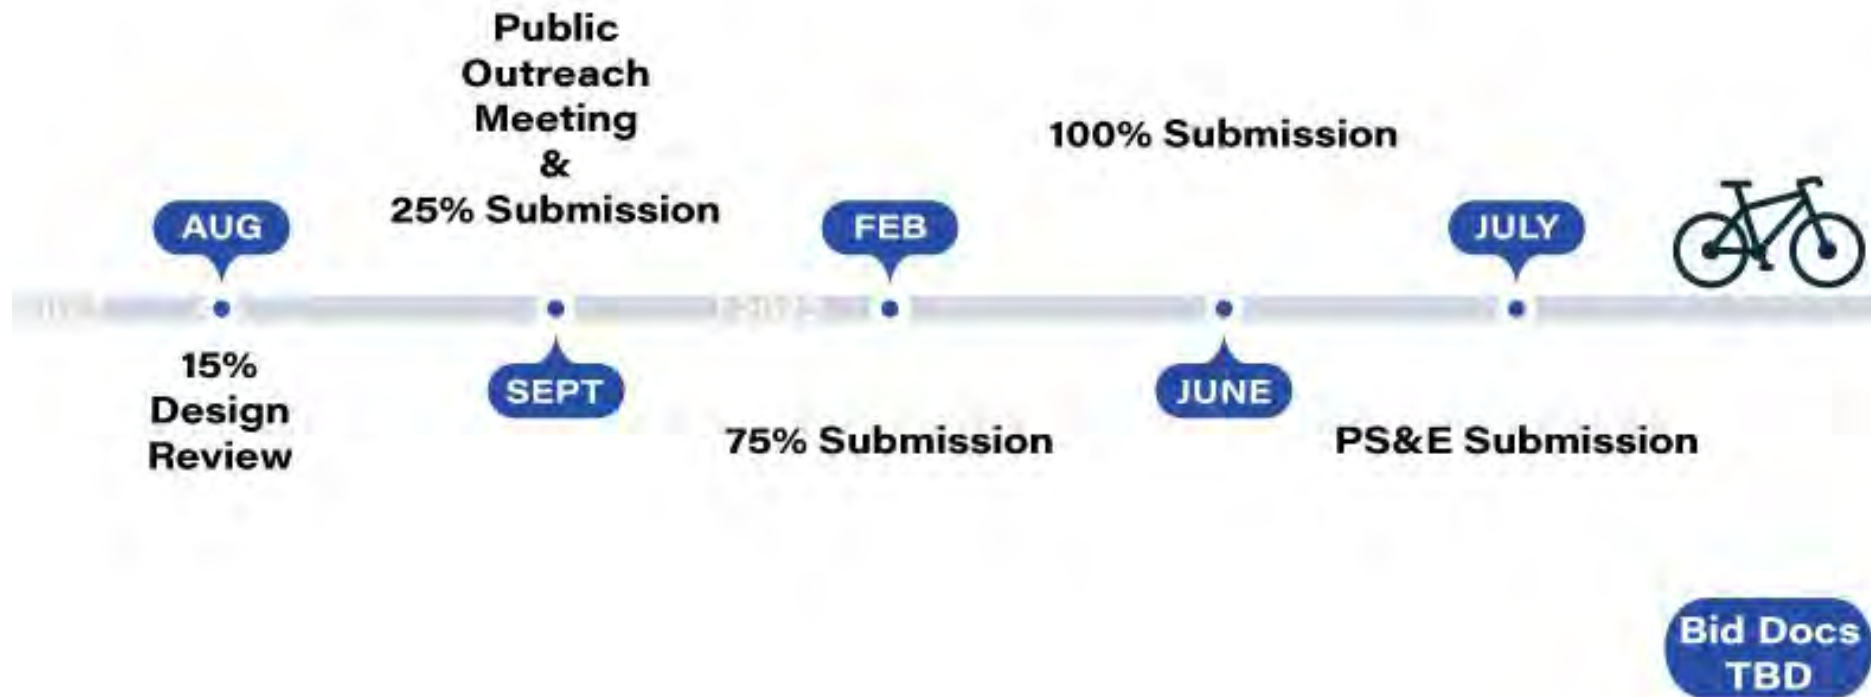 Public
Outreach
Meeting
&
25% Submission
100% Submission
AUG
FEB
JULY
15%
Design
Review
SEPT
JUNE
75% Submission
PS&E Submission
Bid Docs
TBD